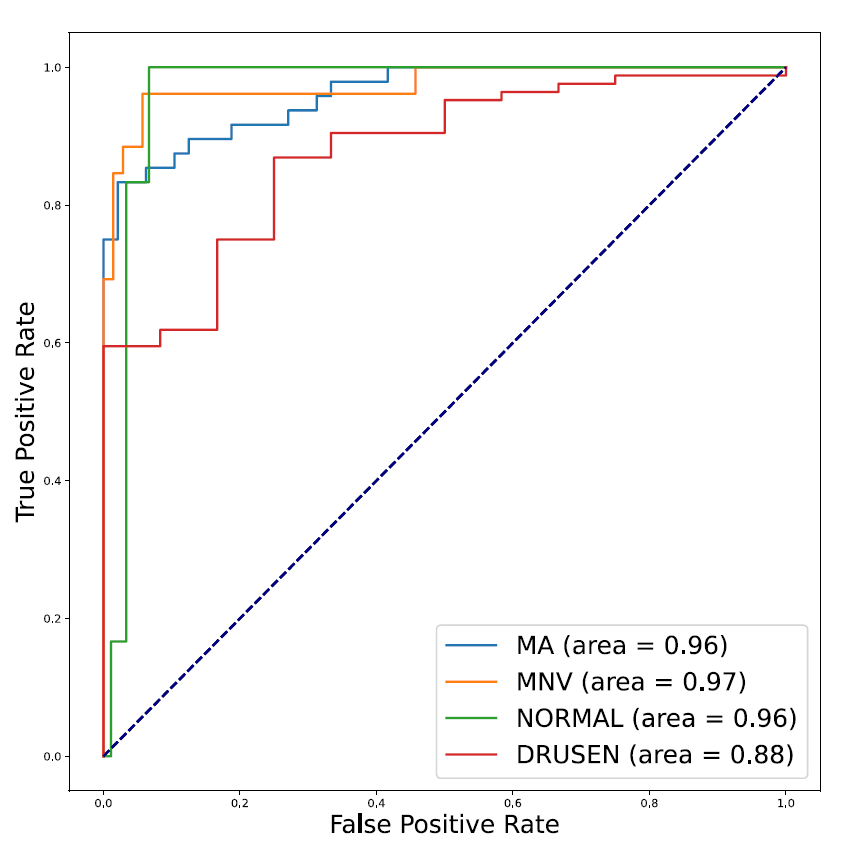 1.0
0.8
0.6
0.4
0.2
0.0
True Positive Rate
MA (area = 0.96)
MNV (area = 0.97)
NORMAL (area = 0.96)
DRUSEN (area = 0.88)
0.0 0.2 0.4 0.6 0.8 1.0
False Positive Rate